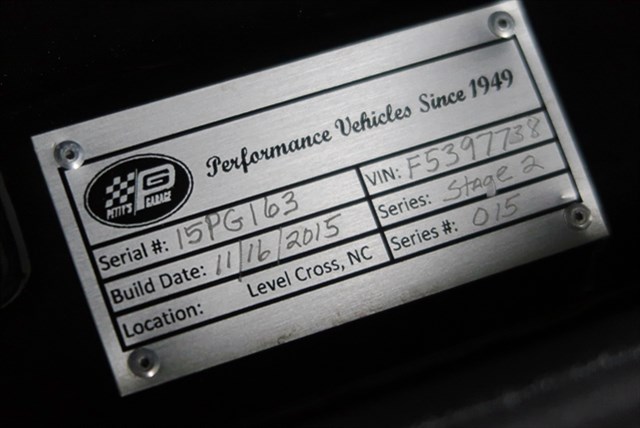 Performance Vehicles Since 1949
PG
PETTY'S GARAGE
Serial #: 15PG163
VIN: F5397738
Build Date: 11/16/2015
Series: Stage 2
Location: Level Cross, NC
Series #: 015